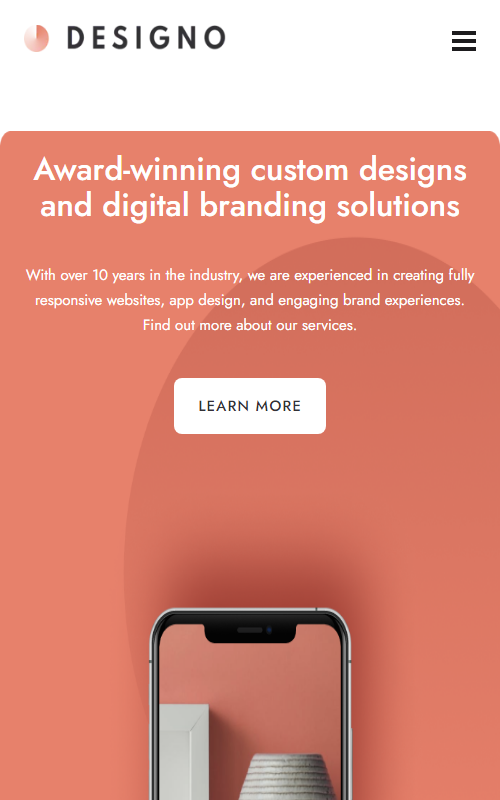 DESIGNO
Award-winning custom designs
and digital branding solutions
With over 10 years in the industry, we are experienced in creating fully
responsive websites, app design, and engaging brand experiences.
Find out more about our services.
LEARN MORE